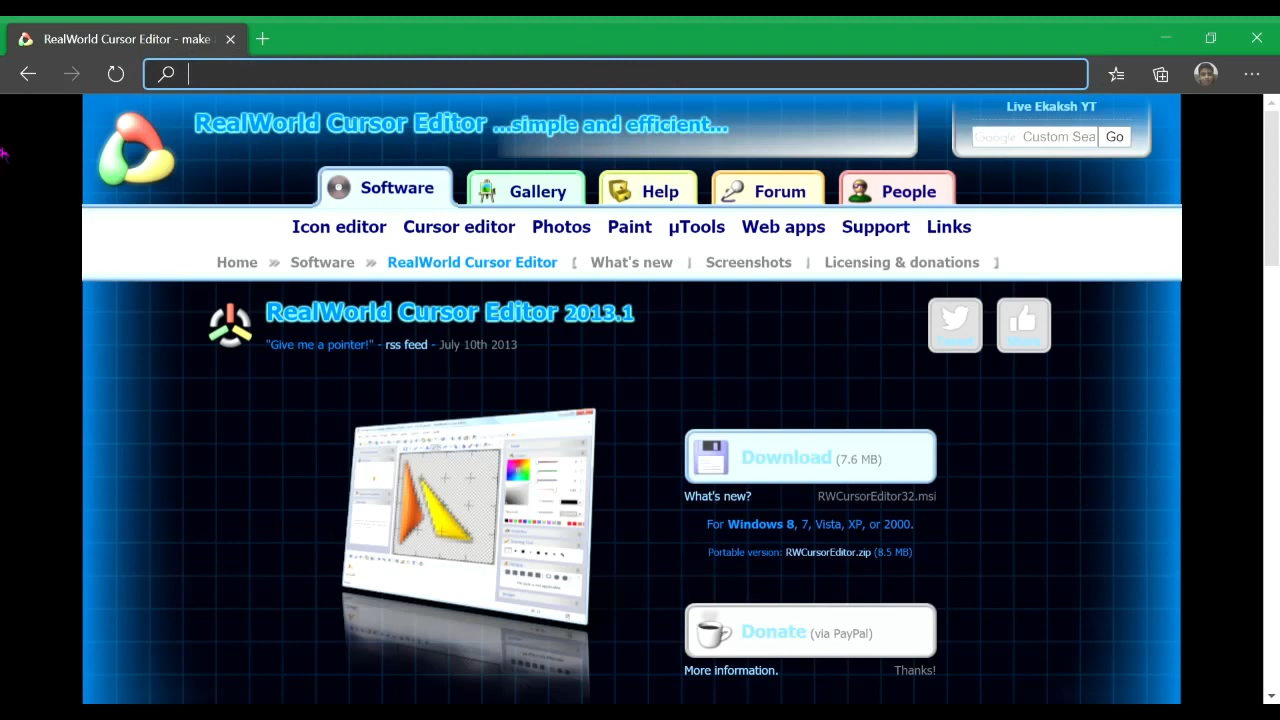 RealWorld Cursor Editor - make
RealWorld Cursor Editor ...simple and efficient...
Live Ekaksh YT
Google Custom Sea Go
Software Gallery Help Forum People
Icon editor Cursor editor Photos Paint µTools Web apps Support Links
Home » Software » RealWorld Cursor Editor [ What's new | Screenshots | Licensing & donations ]
RealWorld Cursor Editor 2013.1
"Give me a pointer!" - rss feed - July 10th 2013
Tweet Share
Download (7.6 MB)
What's new? RWCursorEditor32.msi
For Windows 8, 7, Vista, XP, or 2000.
Portable version: RWCursorEditor.zip (8.5 MB)
Donate (via PayPal)
More information. Thanks!